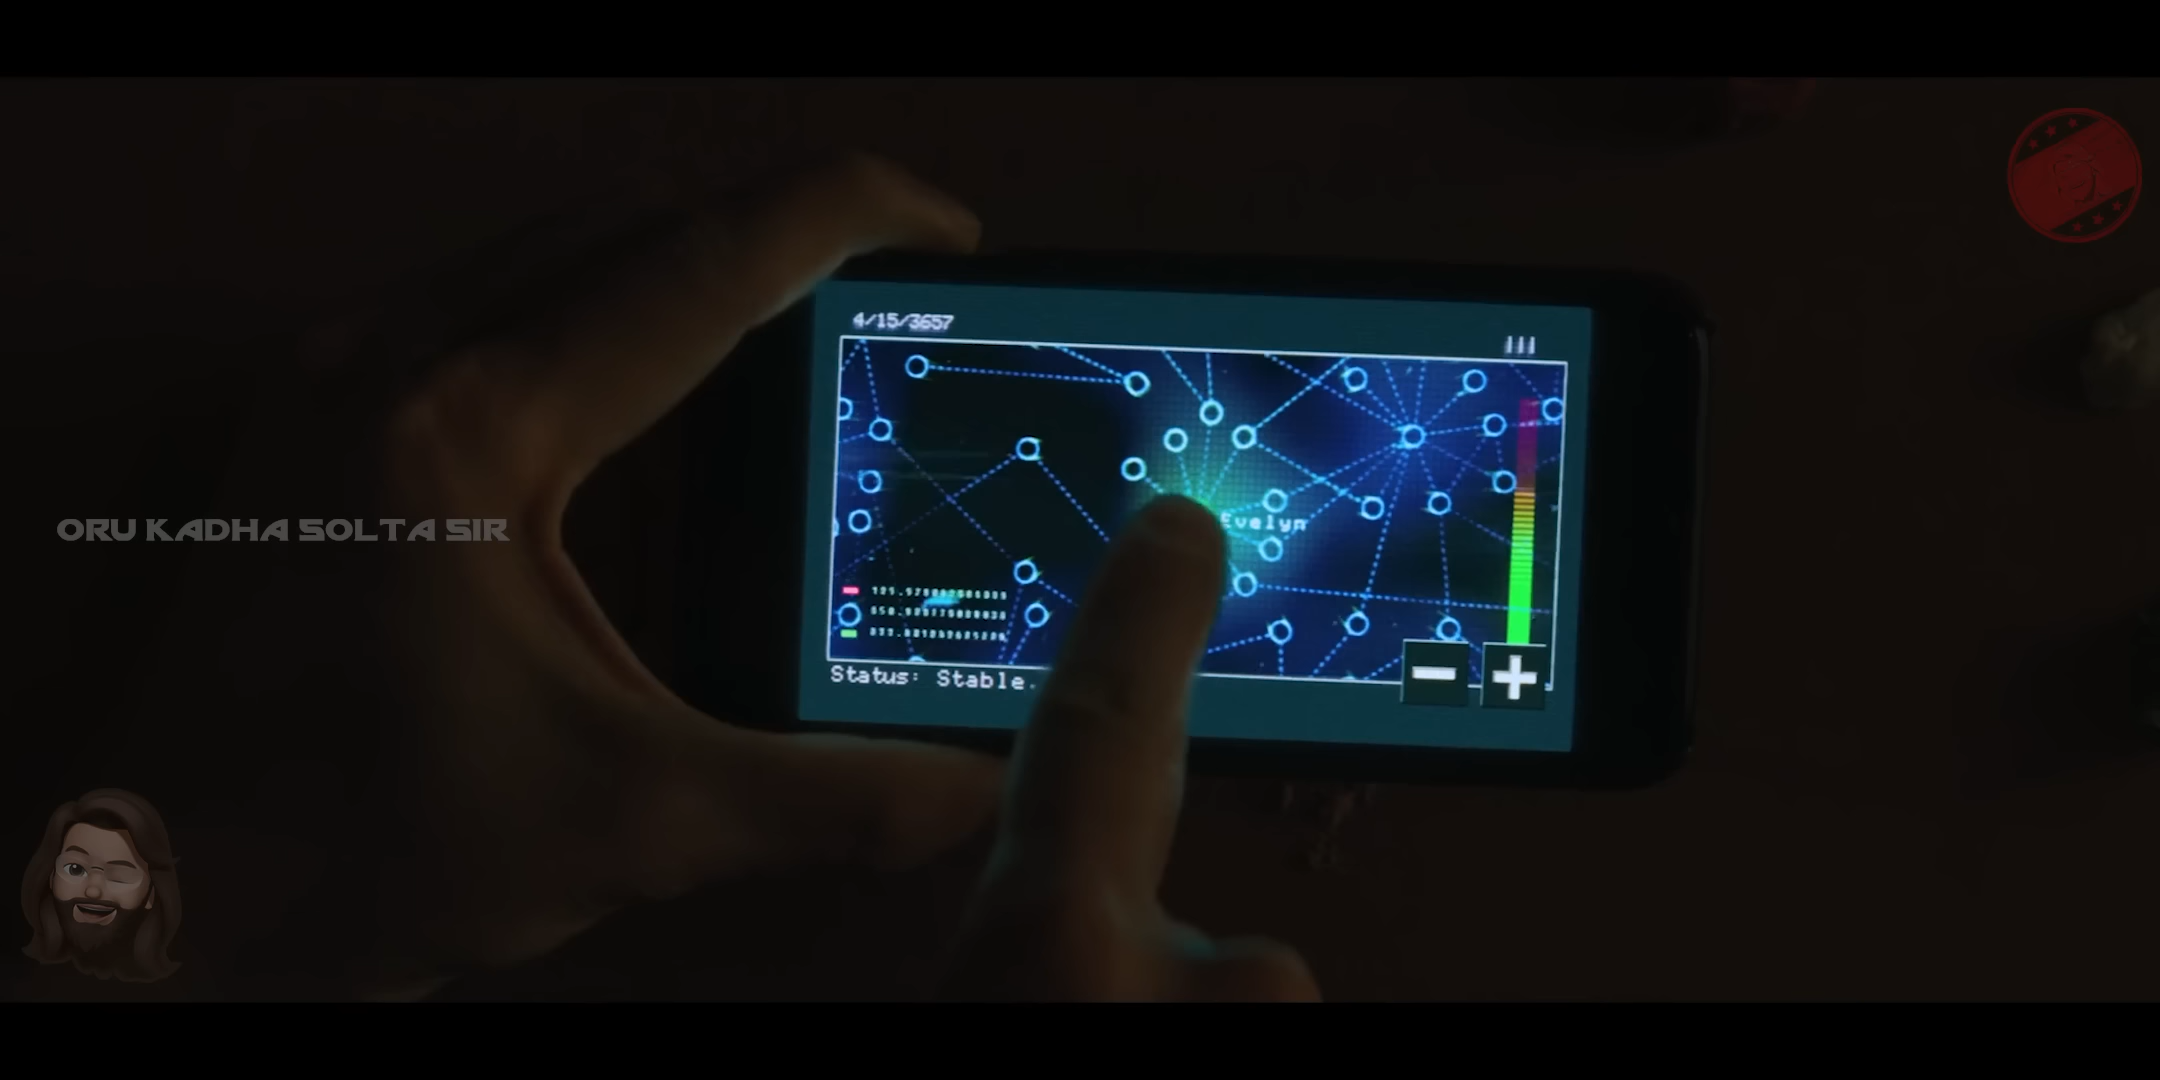 4/15/3657
ORU KADHA SOLTA SIR
Evelyn
Status: Stable.